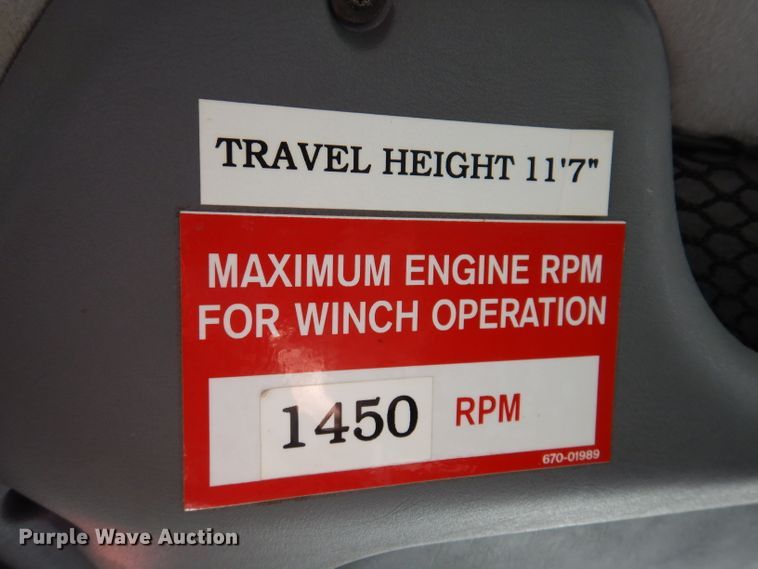 TRAVEL HEIGHT 11'7"
MAXIMUM ENGINE RPM
FOR WINCH OPERATION
1450 RPM
670-01989
Purple Wave Auction